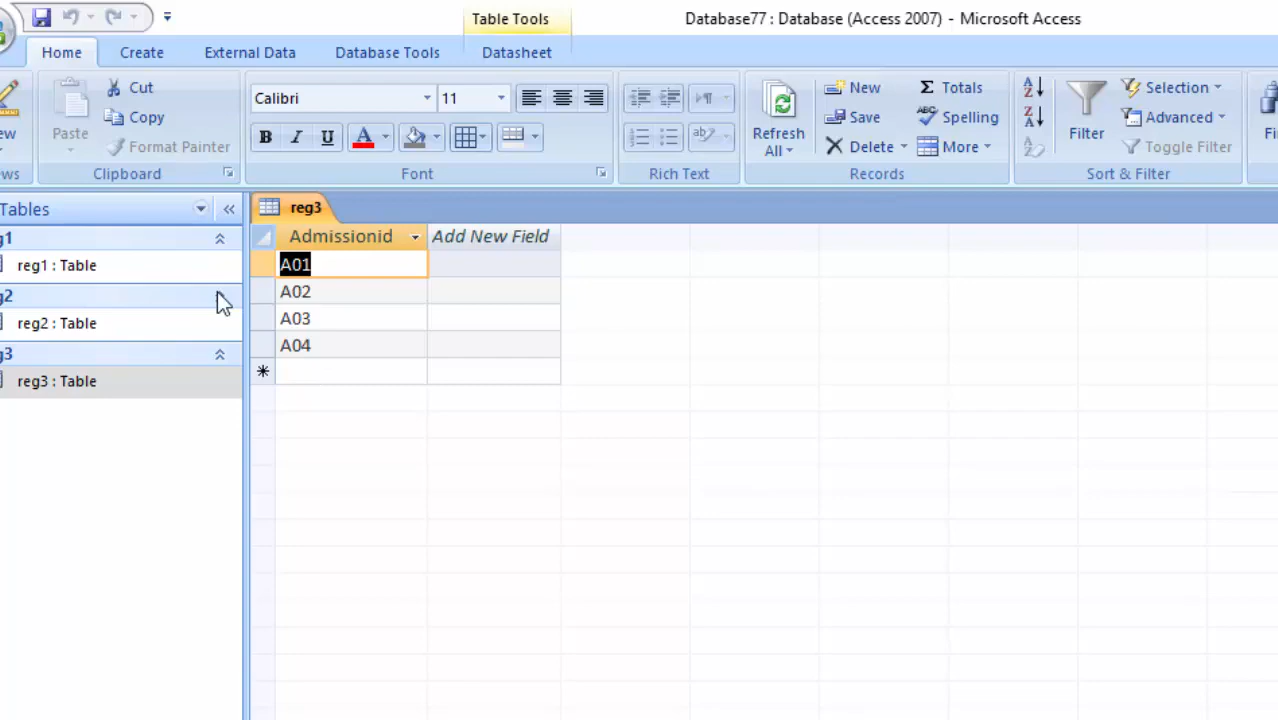 Table Tools
Database77 : Database (Access 2007) - Microsoft Access
Home
Create
External Data
Database Tools
Datasheet
Paste
Cut
Copy
Format Painter
Clipboard
Calibri
11
B I U A
Font
Rich Text
Refresh
All
New
Save
Delete
Totals
Spelling
More
Records
Filter
Selection
Advanced
Toggle Filter
Sort & Filter
Tables
reg1 : Table
reg2 : Table
reg3 : Table
reg3
Admissionid
Add New Field
A01
A02
A03
A04